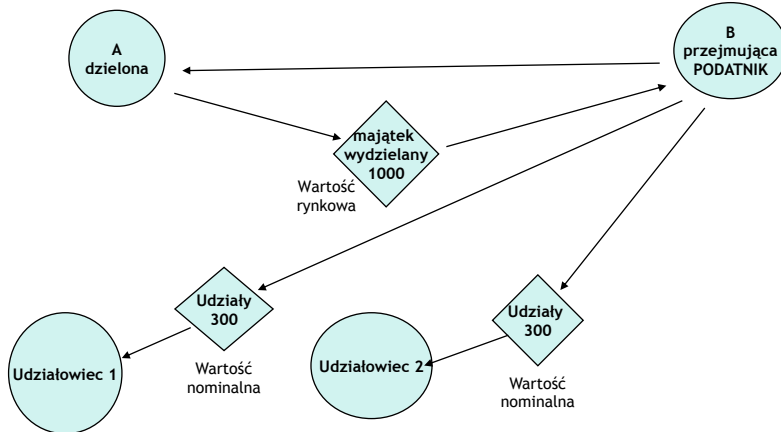 A
dzielona
B
przejmująca
PODATNIK
majątek
wydzielany
1000
Wartość
rynkowa
Udziały
300
Udziały
300
Udziałowiec 1
Wartość
nominalna
Udziałowiec 2
Wartość
nominalna